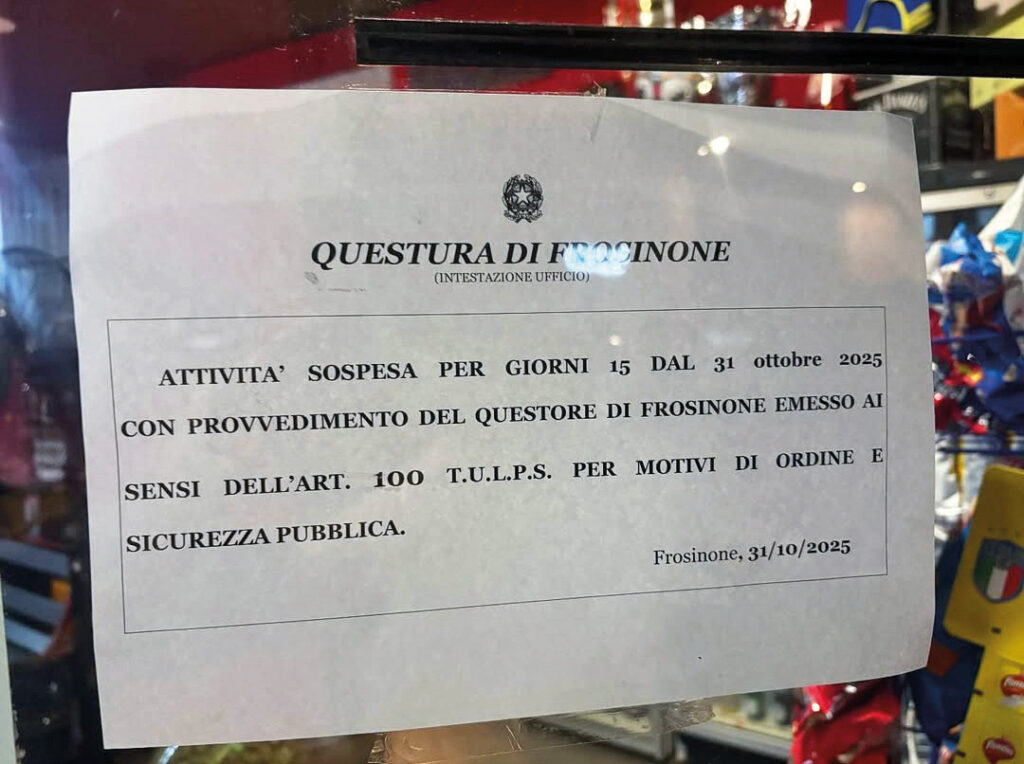 QUESTURA DI FROSINONE
(INTESTAZIONE UFFICIO)
ATTIVITA' SOSPESA PER GIORNI 15 DAL 31 ottobre 2025
CON PROVVEDIMENTO DEL QUESTORE DI FROSINONE EMESSO AI
SENSI DELL'ART. 100 T.U.L.P.S. PER MOTIVI DI ORDINE E
SICUREZZA PUBBLICA.
Frosinone, 31/10/2025